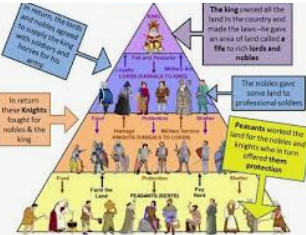 In return, the lords
and nobles agreed
to supply the king
with soldiers and
horses for his
army
KING
The king owned all the
land in the country and
made the laws –he gave
an area of land called a
fife to rich lords and
nobles
Fief and Peasants
Loyalty
Military Aid
LORDS (VASSALS TO KING)
The nobles gave
some land to
professional soldiers
In return
these Knights
fought for
nobles & the
king
Food
Protection
Shelter
Homage
Military Service
KNIGHTS (VASSALS TO LORDS)
Peasants worked the
land for the nobles and
knights who in turn
offered them
protection
Food
Protection
Shelter
Farm the
Land
Pay
Rent
PEASANTS (SERFS)